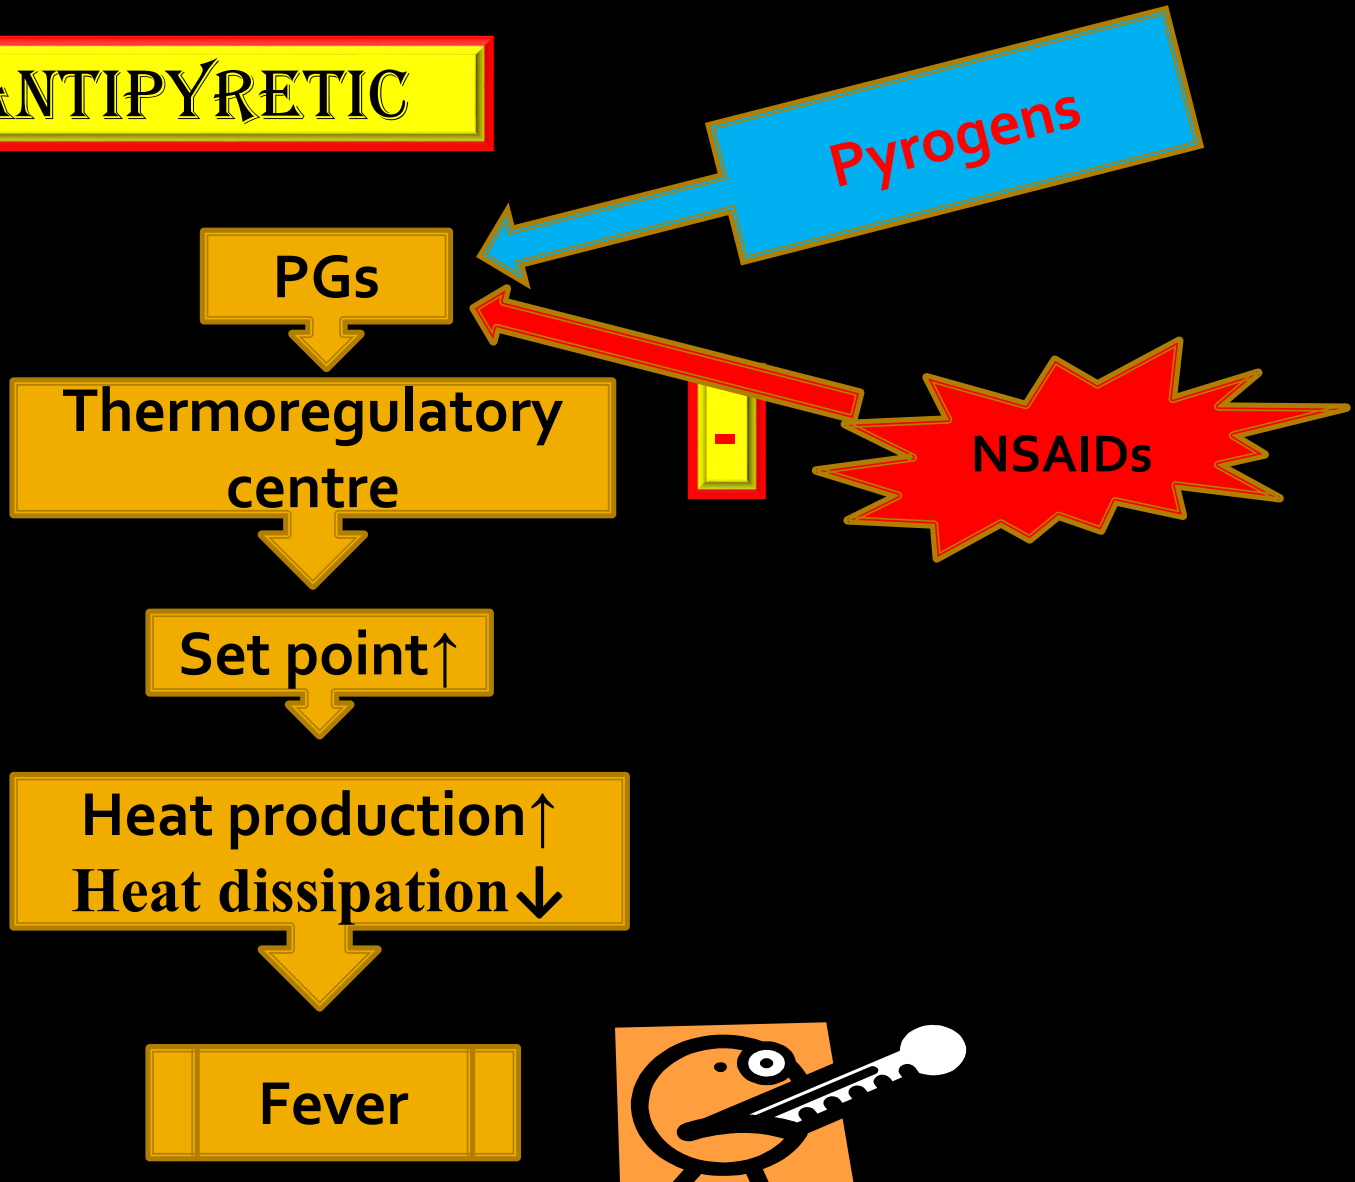 ANTIPYRETIC
Pyrogens
PGs
Thermoregulatory
centre
-
NSAIDs
Set point↑
Heat production↑
Heat dissipation↓
Fever